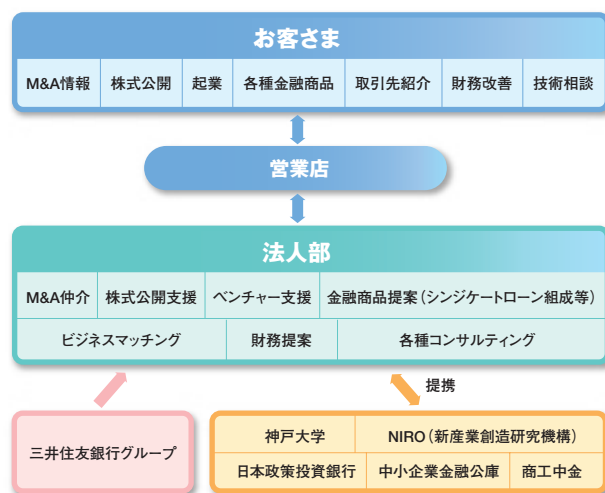 お客さま
M&A情報 株式公開 起業 各種金融商品 取引先紹介 財務改善 技術相談
営業店
法人部
M&A仲介 株式公開支援 ベンチャー支援 金融商品提案(シンジケートローン組成等)
ビジネスマッチング 財務提案 各種コンサルティング
提携
三井住友銀行グループ
神戸大学 NIRO(新産業創造研究機構)
日本政策投資銀行 中小企業金融公庫 商工中金